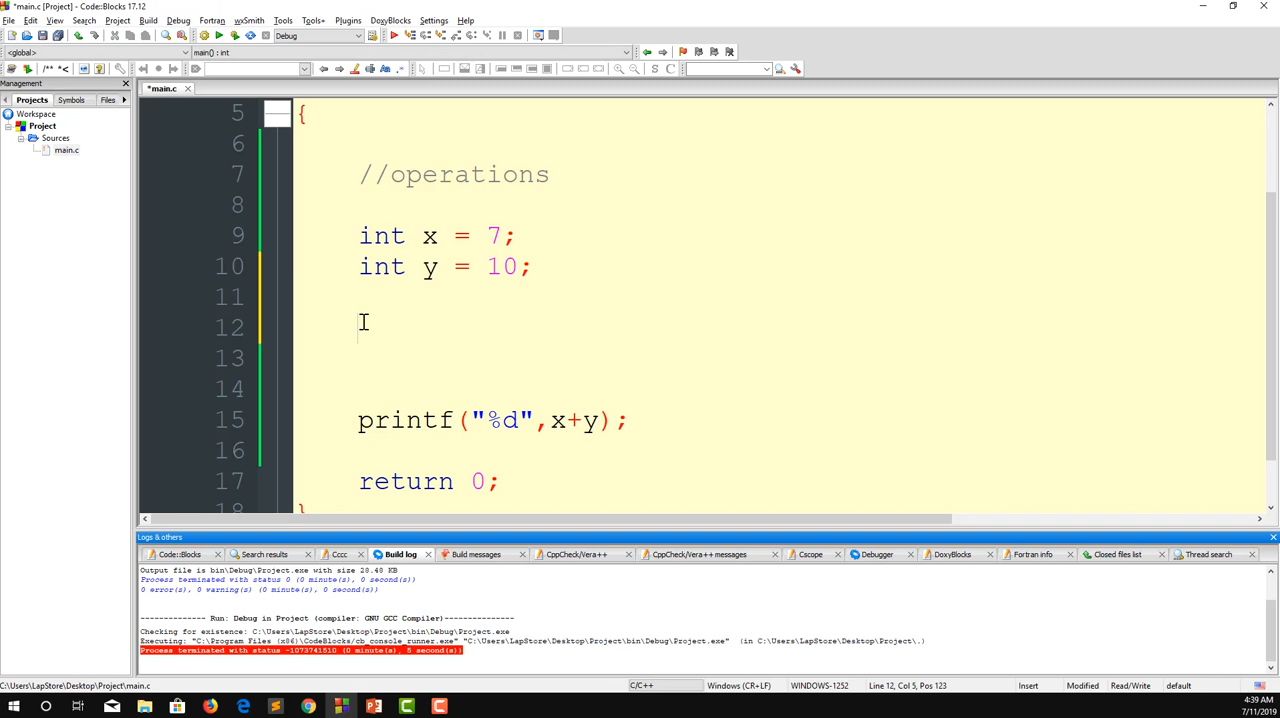 *main.c [Project] - Code::Blocks 17.12
File Edit View Search Project Build Debug Fortran wxSmith Tools Tools+ Plugins DoxyBlocks Settings Help
Debug
<global> main() : int
/** *< S C
Management
Projects Symbols Files
*main.c
Workspace
Project
Sources
main.c
5 {
6
7 //operations
8
9 int x = 7;
10 int y = 10;
11
12
13
14
15 printf("%d",x+y);
16
17 return 0;
18 }
Logs & others
Code::Blocks Search results Cccc Build log Build messages CppCheck/Vera++ CppCheck/Vera++ messages Cscope Debugger DoxyBlocks Fortran info Closed files list Thread search
Output file is bin\Debug\Project.exe with size 28.48 KB
Process terminated with status 0 (0 minute(s), 0 second(s))
0 error(s), 0 warning(s) (0 minute(s), 0 second(s))
-------------- Run: Debug in Project (compiler: GNU GCC Compiler)---------------
Checking for existence: C:\Users\LapStore\Desktop\Project\bin\Debug\Project.exe
Executing: "C:\Program Files (x86)\CodeBlocks/cb_console_runner.exe" "C:\Users\LapStore\Desktop\Project\bin\Debug\Project.exe" (in C:\Users\LapStore\Desktop\Project\.)
Process terminated with status -1073741510 (0 minute(s), 5 second(s))
C:\Users\LapStore\Desktop\Project\main.c C/C++ Windows (CR+LF) WINDOWS-1252 Line 12, Col 5, Pos 123 Insert Modified Read/Write default
4:39 AM
7/11/2019